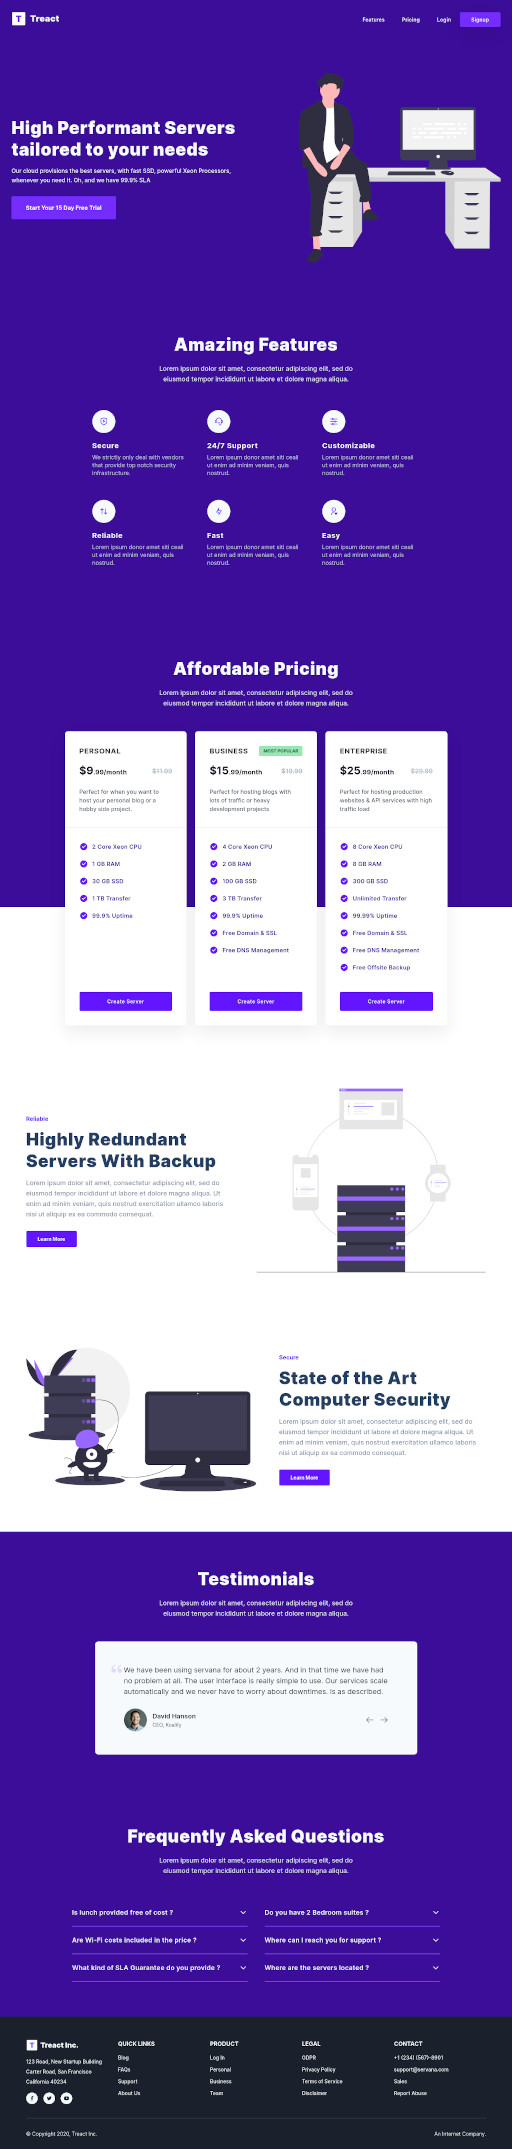 Treact
Features Pricing Login Signup
High Performant Servers
tailored to your needs
Our cloud provisions the best servers, with fast SSD, powerful Xeon Processors,
whenever you need it. Oh, and we have 99.9% SLA
Start Your 15 Day Free Trial
Amazing Features
Lorem ipsum dolor sit amet, consectetur adipiscing elit, sed do
eiusmod tempor incididunt ut labore et dolore magna aliqua.
Secure
We strictly only deal with vendors
that provide top notch security
infrastructure.
24/7 Support
Lorem ipsum donor amet siti ceali
ut enim ad minim veniam, quis
nostrud.
Customizable
Lorem ipsum donor amet siti ceali
ut enim ad minim veniam, quis
nostrud.
Reliable
Lorem ipsum donor amet siti ceali
ut enim ad minim veniam, quis
nostrud.
Fast
Lorem ipsum donor amet siti ceali
ut enim ad minim veniam, quis
nostrud.
Easy
Lorem ipsum donor amet siti ceali
ut enim ad minim veniam, quis
nostrud.
Affordable Pricing
Lorem ipsum dolor sit amet, consectetur adipiscing elit, sed do
eiusmod tempor incididunt ut labore et dolore magna aliqua.
PERSONAL
$9.99/month $11.99
Perfect for when you want to
host your personal blog or a
hobby side project.
2 Core Xeon CPU
1 GB RAM
30 GB SSD
1 TB Transfer
99.9% Uptime
Create Server
BUSINESS MOST POPULAR
$15.99/month $19.99
Perfect for hosting blogs with
lots of traffic or heavy
development projects
4 Core Xeon CPU
2 GB RAM
100 GB SSD
3 TB Transfer
99.9% Uptime
Free Domain & SSL
Free DNS Management
Create Server
ENTERPRISE
$25.99/month $29.99
Perfect for hosting production
websites & API services with high
traffic load
8 Core Xeon CPU
8 GB RAM
300 GB SSD
Unlimited Transfer
99.99% Uptime
Free Domain & SSL
Free DNS Management
Free Offsite Backup
Create Server
Reliable
Highly Redundant
Servers With Backup
Lorem ipsum dolor sit amet, consectetur adipiscing elit, sed do
eiusmod tempor incididunt ut labore et dolore magna aliqua. Ut
enim ad minim veniam, quis nostrud exercitation ullamco laboris
nisi ut aliquip ex ea commodo consequat.
Learn More
Secure
State of the Art
Computer Security
Lorem ipsum dolor sit amet, consectetur adipiscing elit, sed do
eiusmod tempor incididunt ut labore et dolore magna aliqua. Ut
enim ad minim veniam, quis nostrud exercitation ullamco laboris
nisi ut aliquip ex ea commodo consequat.
Learn More
Testimonials
Lorem ipsum dolor sit amet, consectetur adipiscing elit, sed do
eiusmod tempor incididunt ut labore et dolore magna aliqua.
“ We have been using servana for about 2 years. And in that time we have had
no problem at all. The user interface is really simple to use. Our services scale
automatically and we never have to worry about downtimes. Is as described.
David Hanson
CEO, Koalify
Frequently Asked Questions
Lorem ipsum dolor sit amet, consectetur adipiscing elit, sed do
eiusmod tempor incididunt ut labore et dolore magna aliqua.
Is lunch provided free of cost ?
Do you have 2 Bedroom suites ?
Are Wi-Fi costs included in the price ?
Where can I reach you for support ?
What kind of SLA Guarantee do you provide ?
Where are the servers located ?
Treact Inc.
123 Road, New Startup Building
Carter Road, San Francisco
California 40234
QUICK LINKS
Blog
FAQs
Support
About Us
PRODUCT
Log In
Personal
Business
Team
LEGAL
GDPR
Privacy Policy
Terms of Service
Disclaimer
CONTACT
+1 (234) (567)-8901
support@servana.com
Sales
Report Abuse
© Copyright 2020, Treact Inc.
An Internet Company.